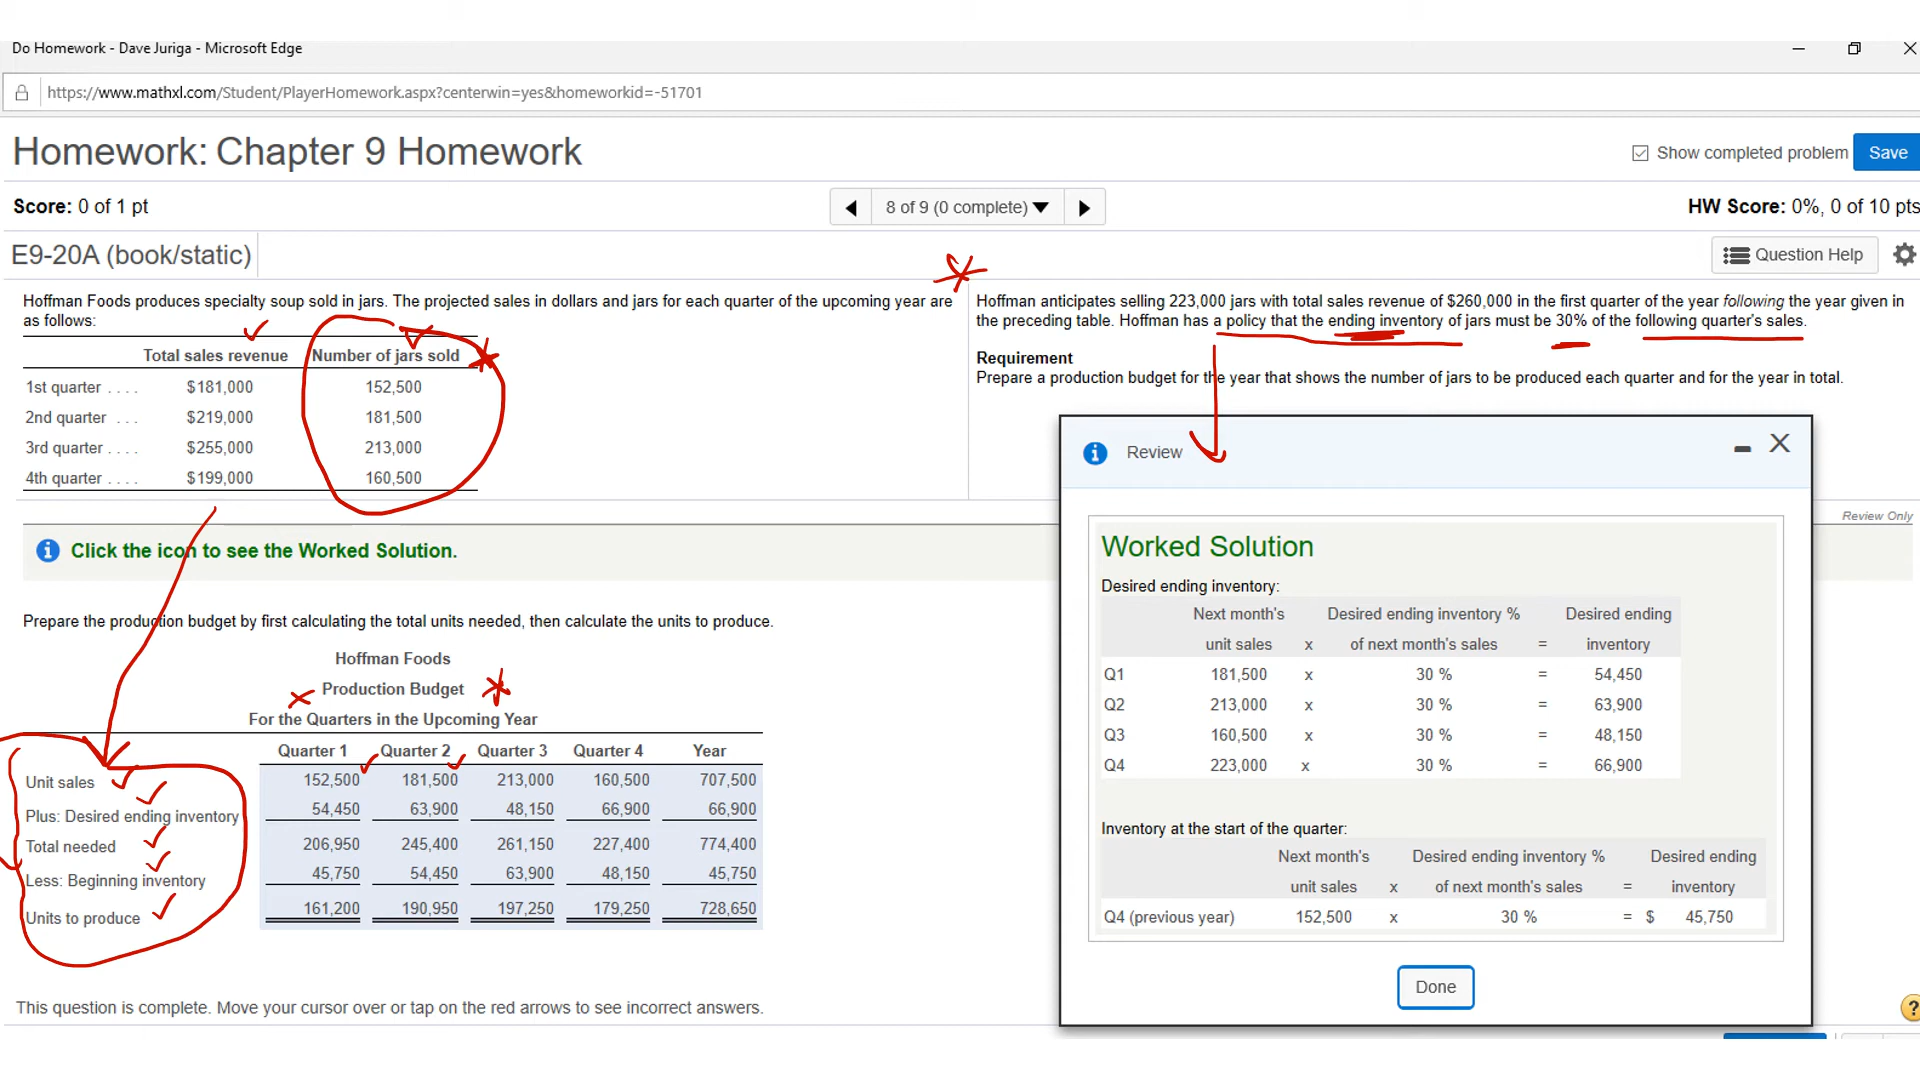 Do Homework - Dave Juriga - Microsoft Edge
https://www.mathxl.com/Student/PlayerHomework.aspx?centerwin=yes&homeworkid=-51701
Homework: Chapter 9 Homework
Show completed problem
Save
Score: 0 of 1 pt
8 of 9 (0 complete)
HW Score: 0%, 0 of 10 pts
E9-20A (book/static)
Question Help
Hoffman Foods produces specialty soup sold in jars. The projected sales in dollars and jars for each quarter of the upcoming year are
as follows:
Total sales revenue Number of jars sold
1st quarter .... $181,000 152,500
2nd quarter ... $219,000 181,500
3rd quarter .... $255,000 213,000
4th quarter .... $199,000 160,500
Hoffman anticipates selling 223,000 jars with total sales revenue of $260,000 in the first quarter of the year following the year given in
the preceding table. Hoffman has a policy that the ending inventory of jars must be 30% of the following quarter's sales.
Requirement
Prepare a production budget for the year that shows the number of jars to be produced each quarter and for the year in total.
Review Only
Click the icon to see the Worked Solution.
Prepare the production budget by first calculating the total units needed, then calculate the units to produce.
Hoffman Foods
Production Budget
For the Quarters in the Upcoming Year
Quarter 1 Quarter 2 Quarter 3 Quarter 4 Year
Unit sales 152,500 181,500 213,000 160,500 707,500
Plus: Desired ending inventory 54,450 63,900 48,150 66,900 66,900
Total needed 206,950 245,400 261,150 227,400 774,400
Less: Beginning inventory 45,750 54,450 63,900 48,150 45,750
Units to produce 161,200 190,950 197,250 179,250 728,650
This question is complete. Move your cursor over or tap on the red arrows to see incorrect answers.
Review
Worked Solution
Desired ending inventory:
Next month's Desired ending inventory % Desired ending
unit sales x of next month's sales = inventory
Q1 181,500 x 30 % = 54,450
Q2 213,000 x 30 % = 63,900
Q3 160,500 x 30 % = 48,150
Q4 223,000 x 30 % = 66,900
Inventory at the start of the quarter:
Next month's Desired ending inventory % Desired ending
unit sales x of next month's sales = inventory
Q4 (previous year) 152,500 x 30 % = $ 45,750
Done
?